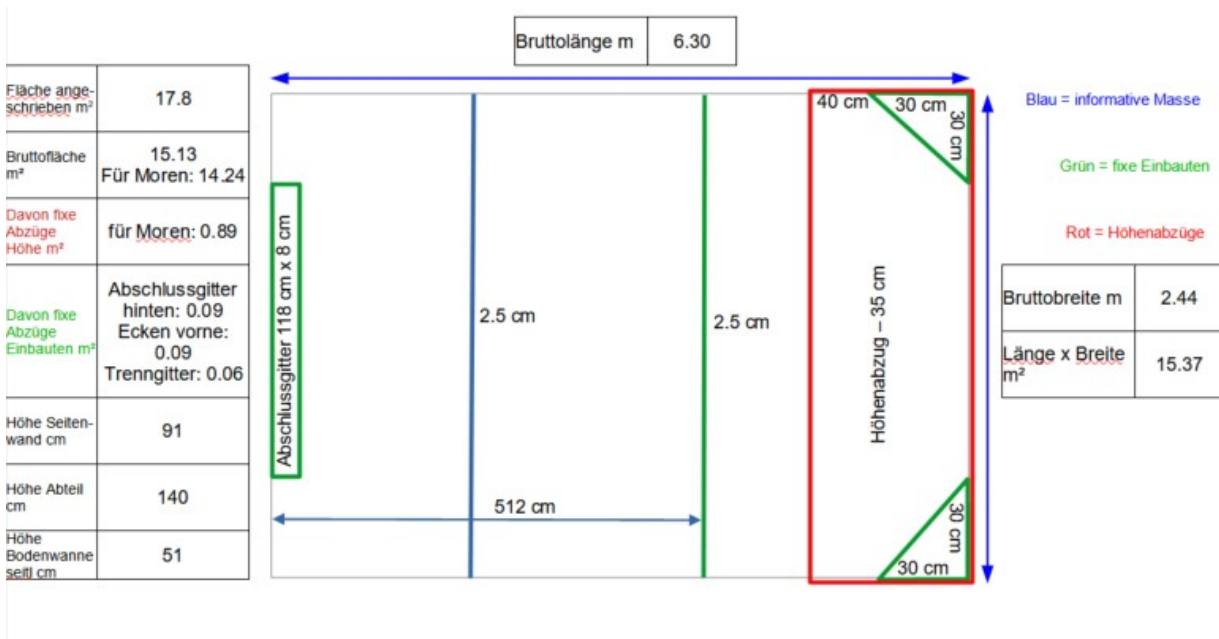 Bruttolänge m 6.30
Fläche ange-
schrieben m²
17.8
Bruttofläche
m²
15.13
Für Moren: 14.24
Davon fixe
Abzüge
Höhe m²
für Moren: 0.89
Davon fixe
Abzüge
Einbauten m²
Abschlussgitter
hinten: 0.09
Ecken vorne:
0.09
Trenngitter: 0.06
Höhe Seiten-
wand cm
91
Höhe Abteil
cm
140
Höhe
Bodenwanne
seitl cm
51
Abschlussgitter 118 cm x 8 cm
2.5 cm
2.5 cm
512 cm
40 cm
30 cm
30 cm
Höhenabzug – 35 cm
30 cm
30 cm
Blau = informative Masse
Grün = fixe Einbauten
Rot = Höhenabzüge
Bruttobreite m 2.44
Länge x Breite
m²
15.37